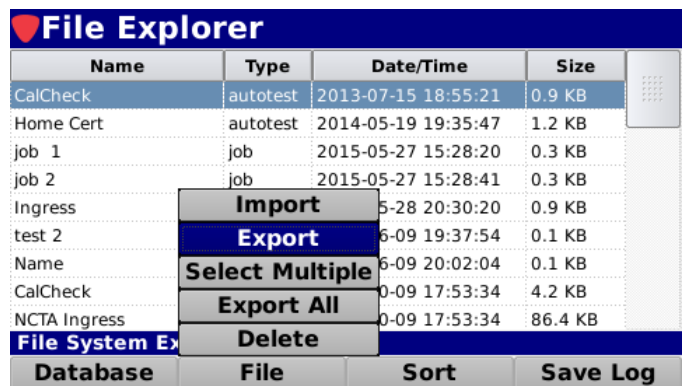 File Explorer
Name Type Date/Time Size
CalCheck autotest 2013-07-15 18:55:21 0.9 KB
Home Cert autotest 2014-05-19 19:35:47 1.2 KB
job 1 job 2015-05-27 15:28:20 0.3 KB
job 2 job 2015-05-27 15:28:41 0.3 KB
Ingress Import 5-28 20:30:20 0.9 KB
test 2 Export 6-09 19:37:54 0.1 KB
Name Select Multiple 6-09 20:02:04 0.1 KB
CalCheck Export All 0-09 17:53:34 4.2 KB
NCTA Ingress 0-09 17:53:34 86.4 KB
File System Ex Delete
Database File Sort Save Log